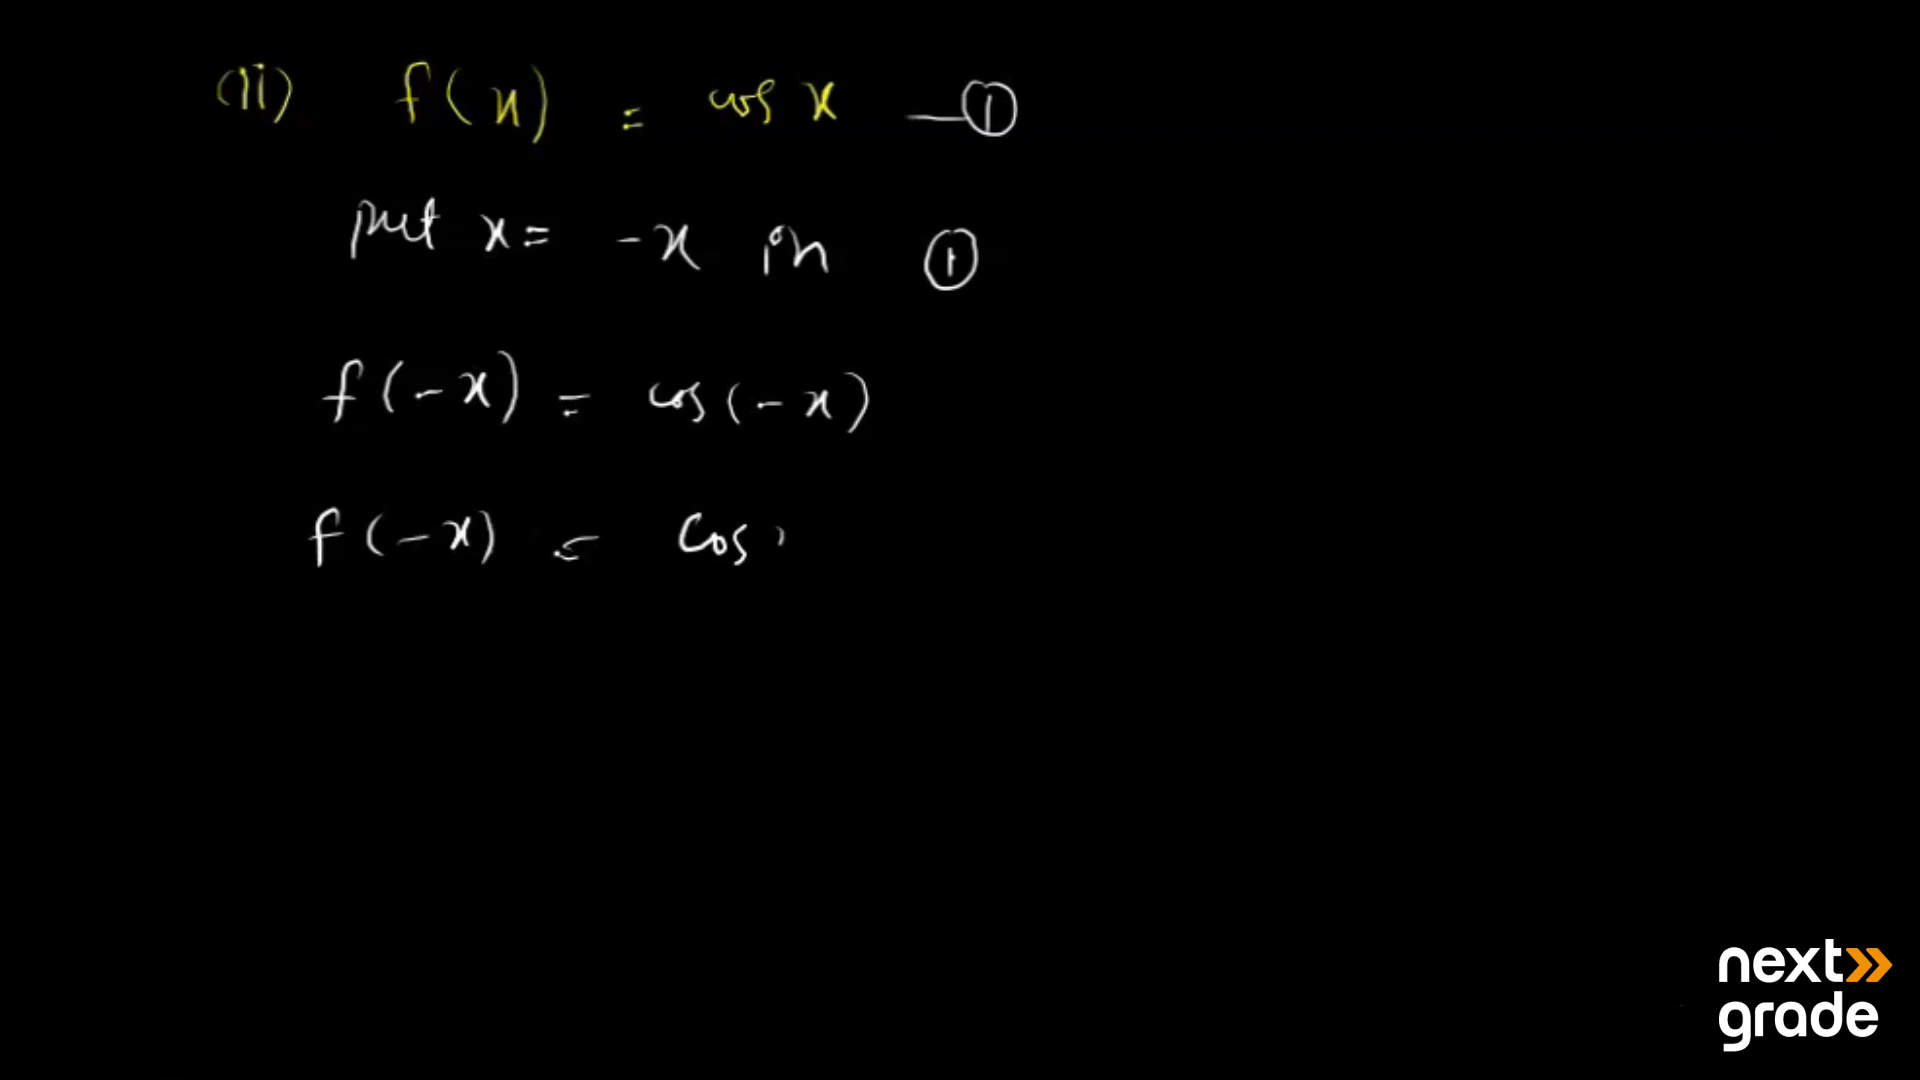 (ii) f(x) = cos x —①
put x = -x in ①
f(-x) = cos(-x)
f(-x) = cos
next
grade